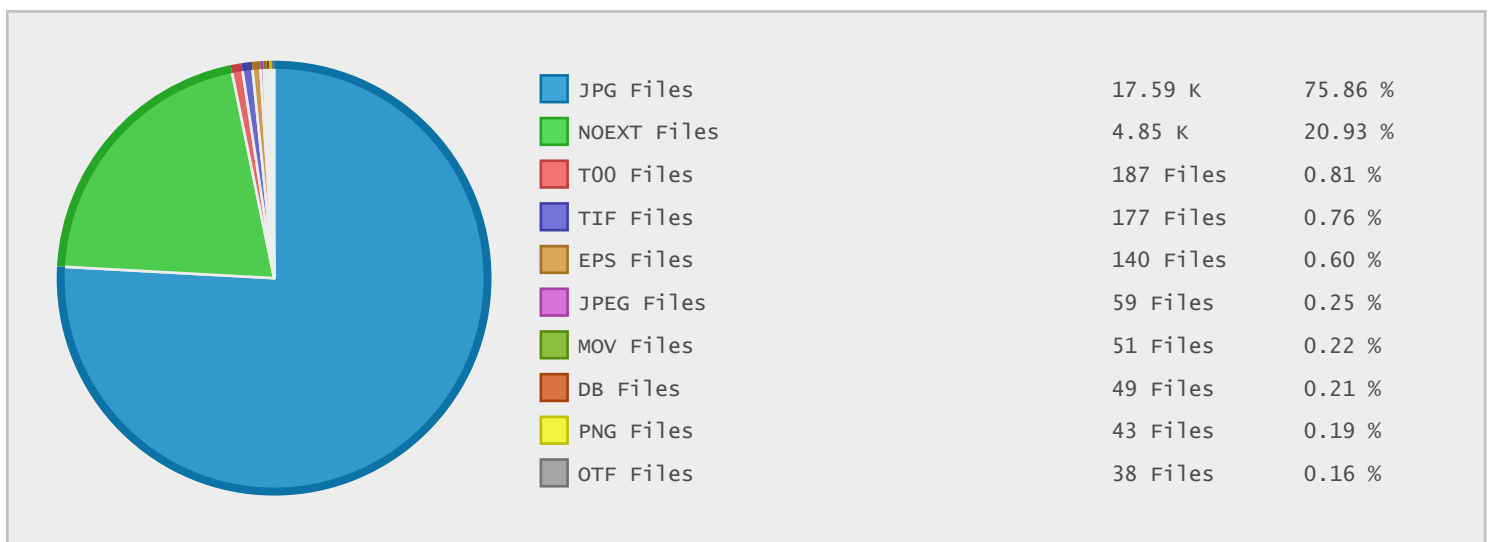 JPG Files 17.59 K 75.86 %
NOEXT Files 4.85 K 20.93 %
T00 Files 187 Files 0.81 %
TIF Files 177 Files 0.76 %
EPS Files 140 Files 0.60 %
JPEG Files 59 Files 0.25 %
MOV Files 51 Files 0.22 %
DB Files 49 Files 0.21 %
PNG Files 43 Files 0.19 %
OTF Files 38 Files 0.16 %